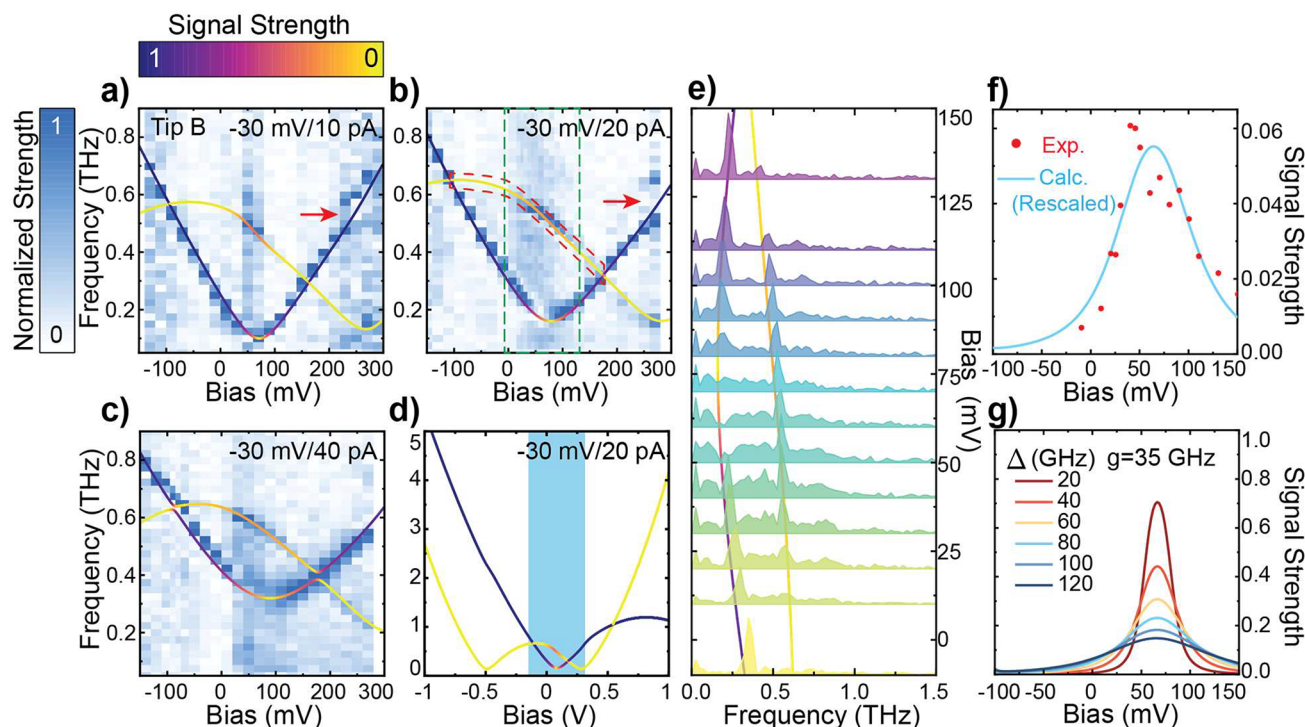 Signal Strength
1 0
Normalized Strength
1
0
a)
Tip B -30 mV/10 pA
Frequency (THz)
0.8
0.6
0.4
0.2
-100 0 100 200 300
Bias (mV)
b)
-30 mV/20 pA
0.8
0.6
0.4
0.2
-100 0 100 200 300
Bias (mV)
c)
-30 mV/40 pA
Frequency (THz)
0.8
0.6
0.4
0.2
-100 0 100 200 300
Bias (mV)
d)
-30 mV/20 pA
5
4
3
2
1
0
-1 -0.5 0 0.5 1
Bias (V)
e)
150
125
100
75
50
25
0
Bias (mV)
0.0 0.5 1.0 1.5
Frequency (THz)
f)
Exp.
Calc.
(Rescaled)
0.06
0.04
0.02
0.00
Signal Strength
-100 -50 0 50 100 150
Bias (mV)
g)
Δ (GHz) g=35 GHz
20
40
60
80
100
120
1.0
0.8
0.6
0.4
0.2
0.0
Signal Strength
-100 -50 0 50 100 150
Bias (mV)